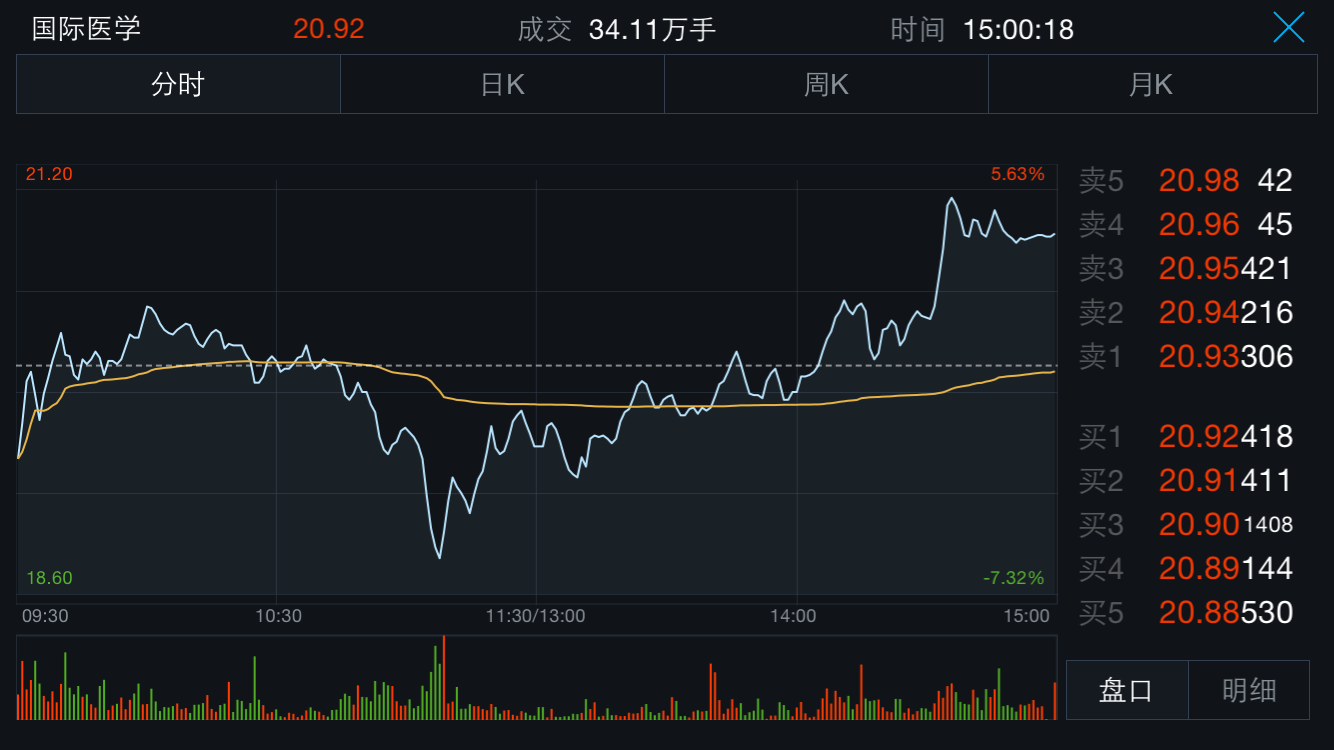 国际医学 20.92 成交 34.11万手 时间 15:00:18
分时 日K 周K 月K
21.20 5.63%
18.60 -7.32%
09:30 10:30 11:30/13:00 14:00 15:00
卖5 20.98 42
卖4 20.96 45
卖3 20.95 421
卖2 20.94 216
卖1 20.93 306
买1 20.92 418
买2 20.91 411
买3 20.90 1408
买4 20.89 144
买5 20.88 530
盘口 明细